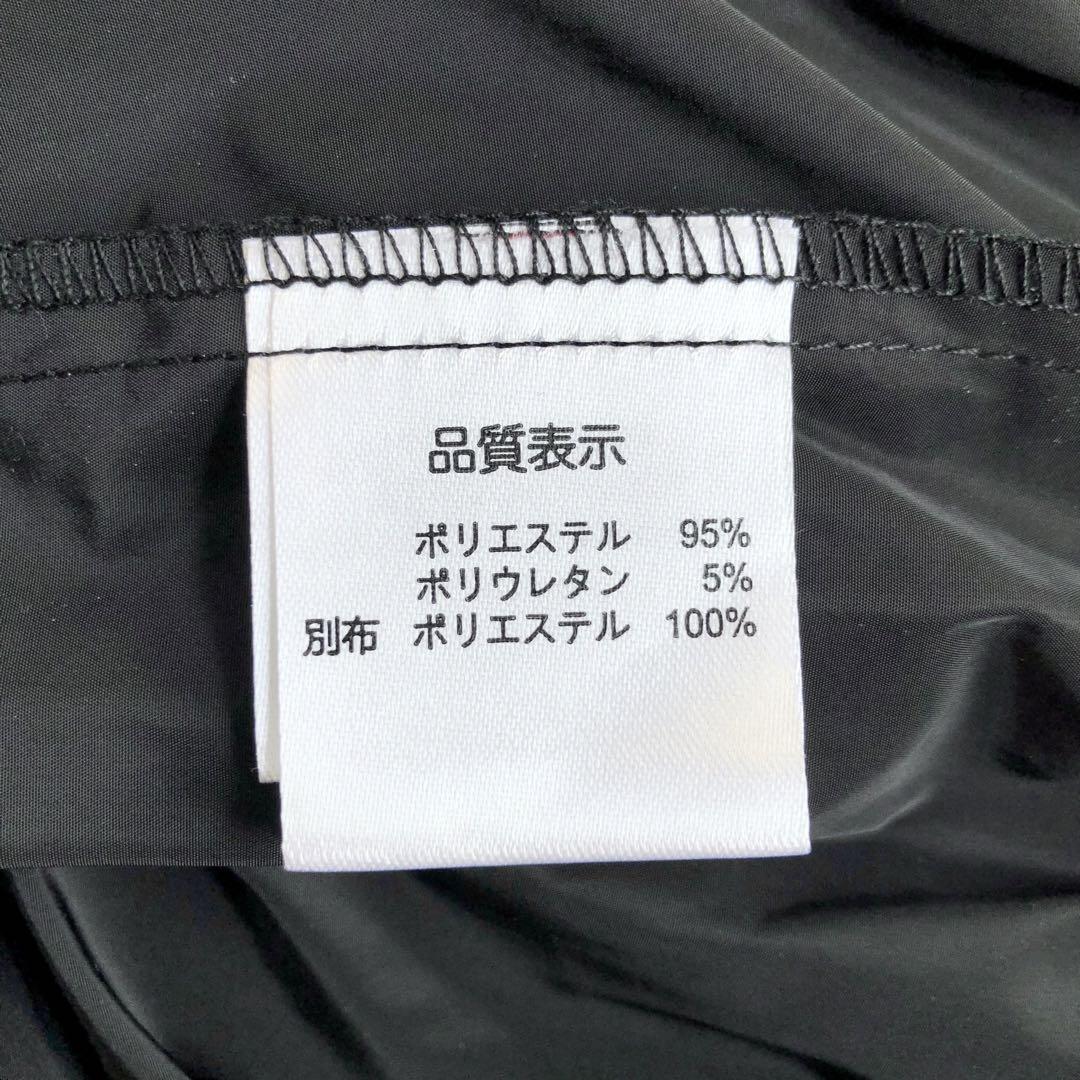 品質表示
ポリエステル 95%
ポリウレタン 5%
別布 ポリエステル 100%